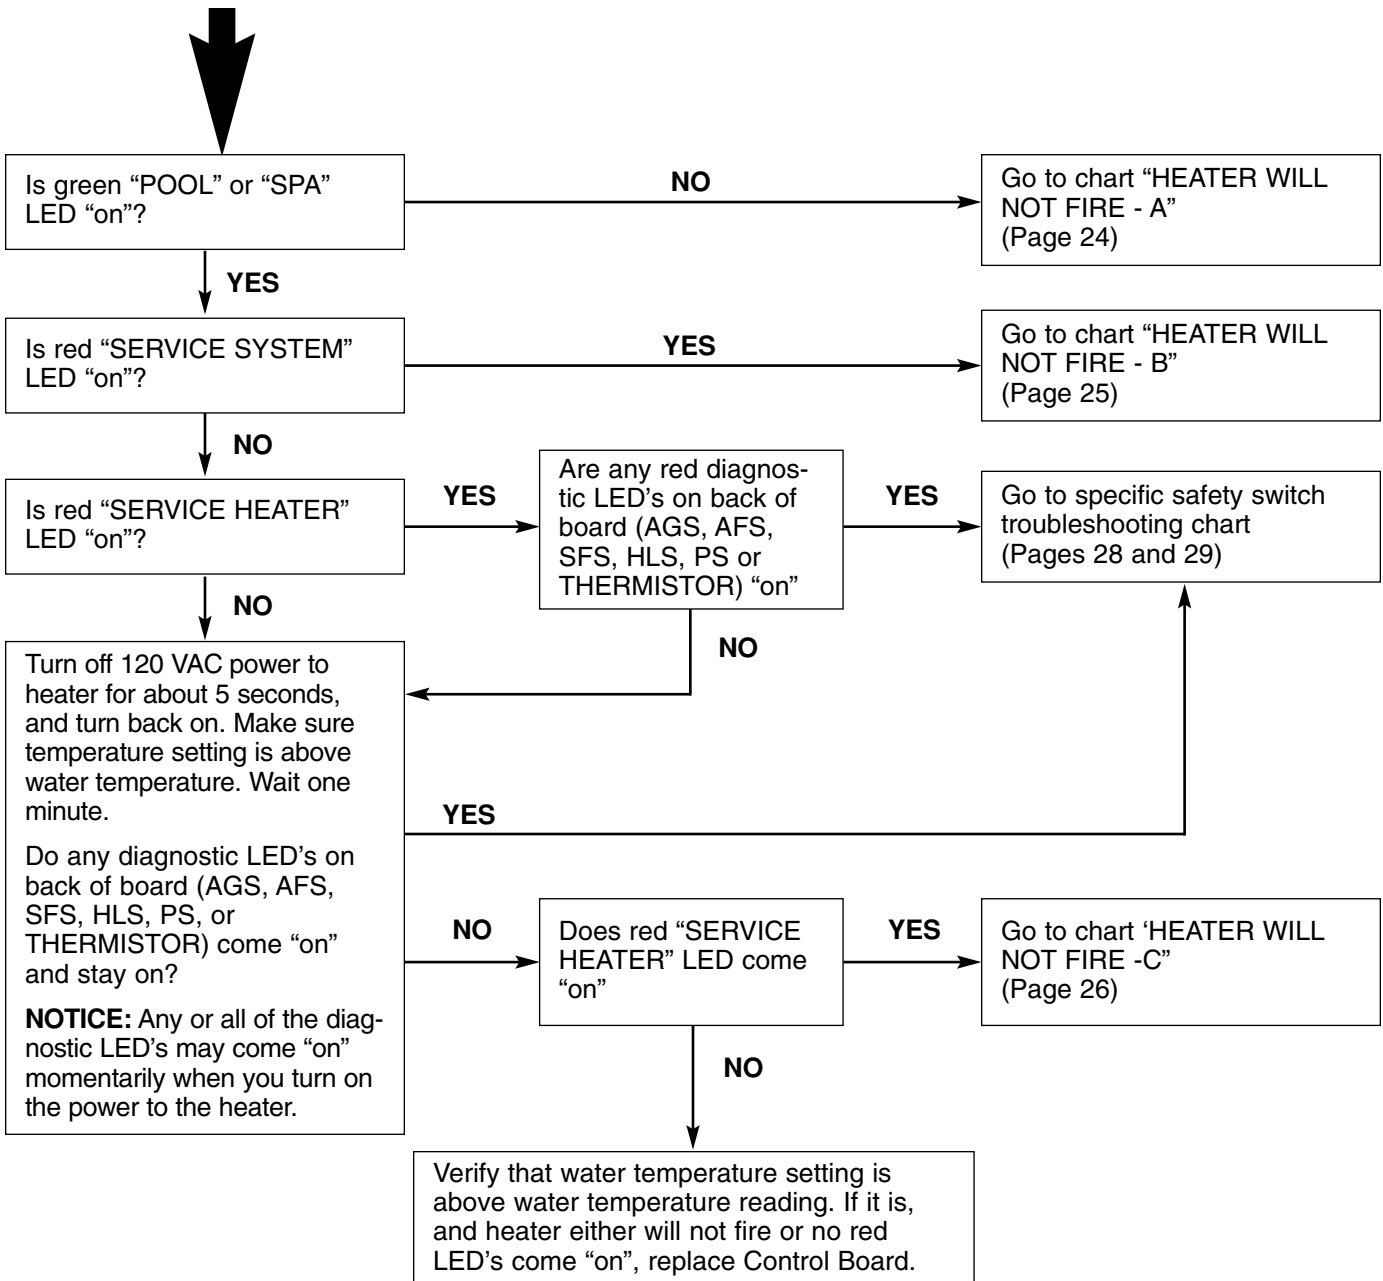 Is green “POOL” or “SPA”
LED “on”?
NO
Go to chart “HEATER WILL
NOT FIRE - A”
(Page 24)
YES
Is red “SERVICE SYSTEM”
LED “on”?
YES
Go to chart “HEATER WILL
NOT FIRE - B”
(Page 25)
NO
Is red “SERVICE HEATER”
LED “on”?
YES
Are any red diagnos-
tic LED’s on back of
board (AGS, AFS,
SFS, HLS, PS or
THERMISTOR) “on”
YES
Go to specific safety switch
troubleshooting chart
(Pages 28 and 29)
NO
NO
Turn off 120 VAC power to
heater for about 5 seconds,
and turn back on. Make sure
temperature setting is above
water temperature. Wait one
minute.
Do any diagnostic LED’s on
back of board (AGS, AFS,
SFS, HLS, PS, or
THERMISTOR) come “on”
and stay on?
NOTICE: Any or all of the diag-
nostic LED’s may come “on”
momentarily when you turn on
the power to the heater.
YES
NO
Does red “SERVICE
HEATER” LED come
“on”
YES
Go to chart ‘HEATER WILL
NOT FIRE -C”
(Page 26)
NO
Verify that water temperature setting is
above water temperature reading. If it is,
and heater either will not fire or no red
LED’s come “on”, replace Control Board.